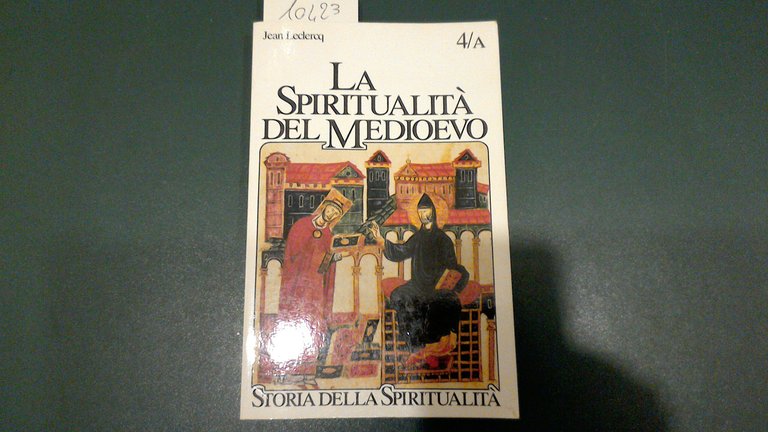 10423
Jean Leclercq
4/A
LA
SPIRITUALITÀ
DEL MEDIOEVO
STORIA DELLA SPIRITUALITÀ